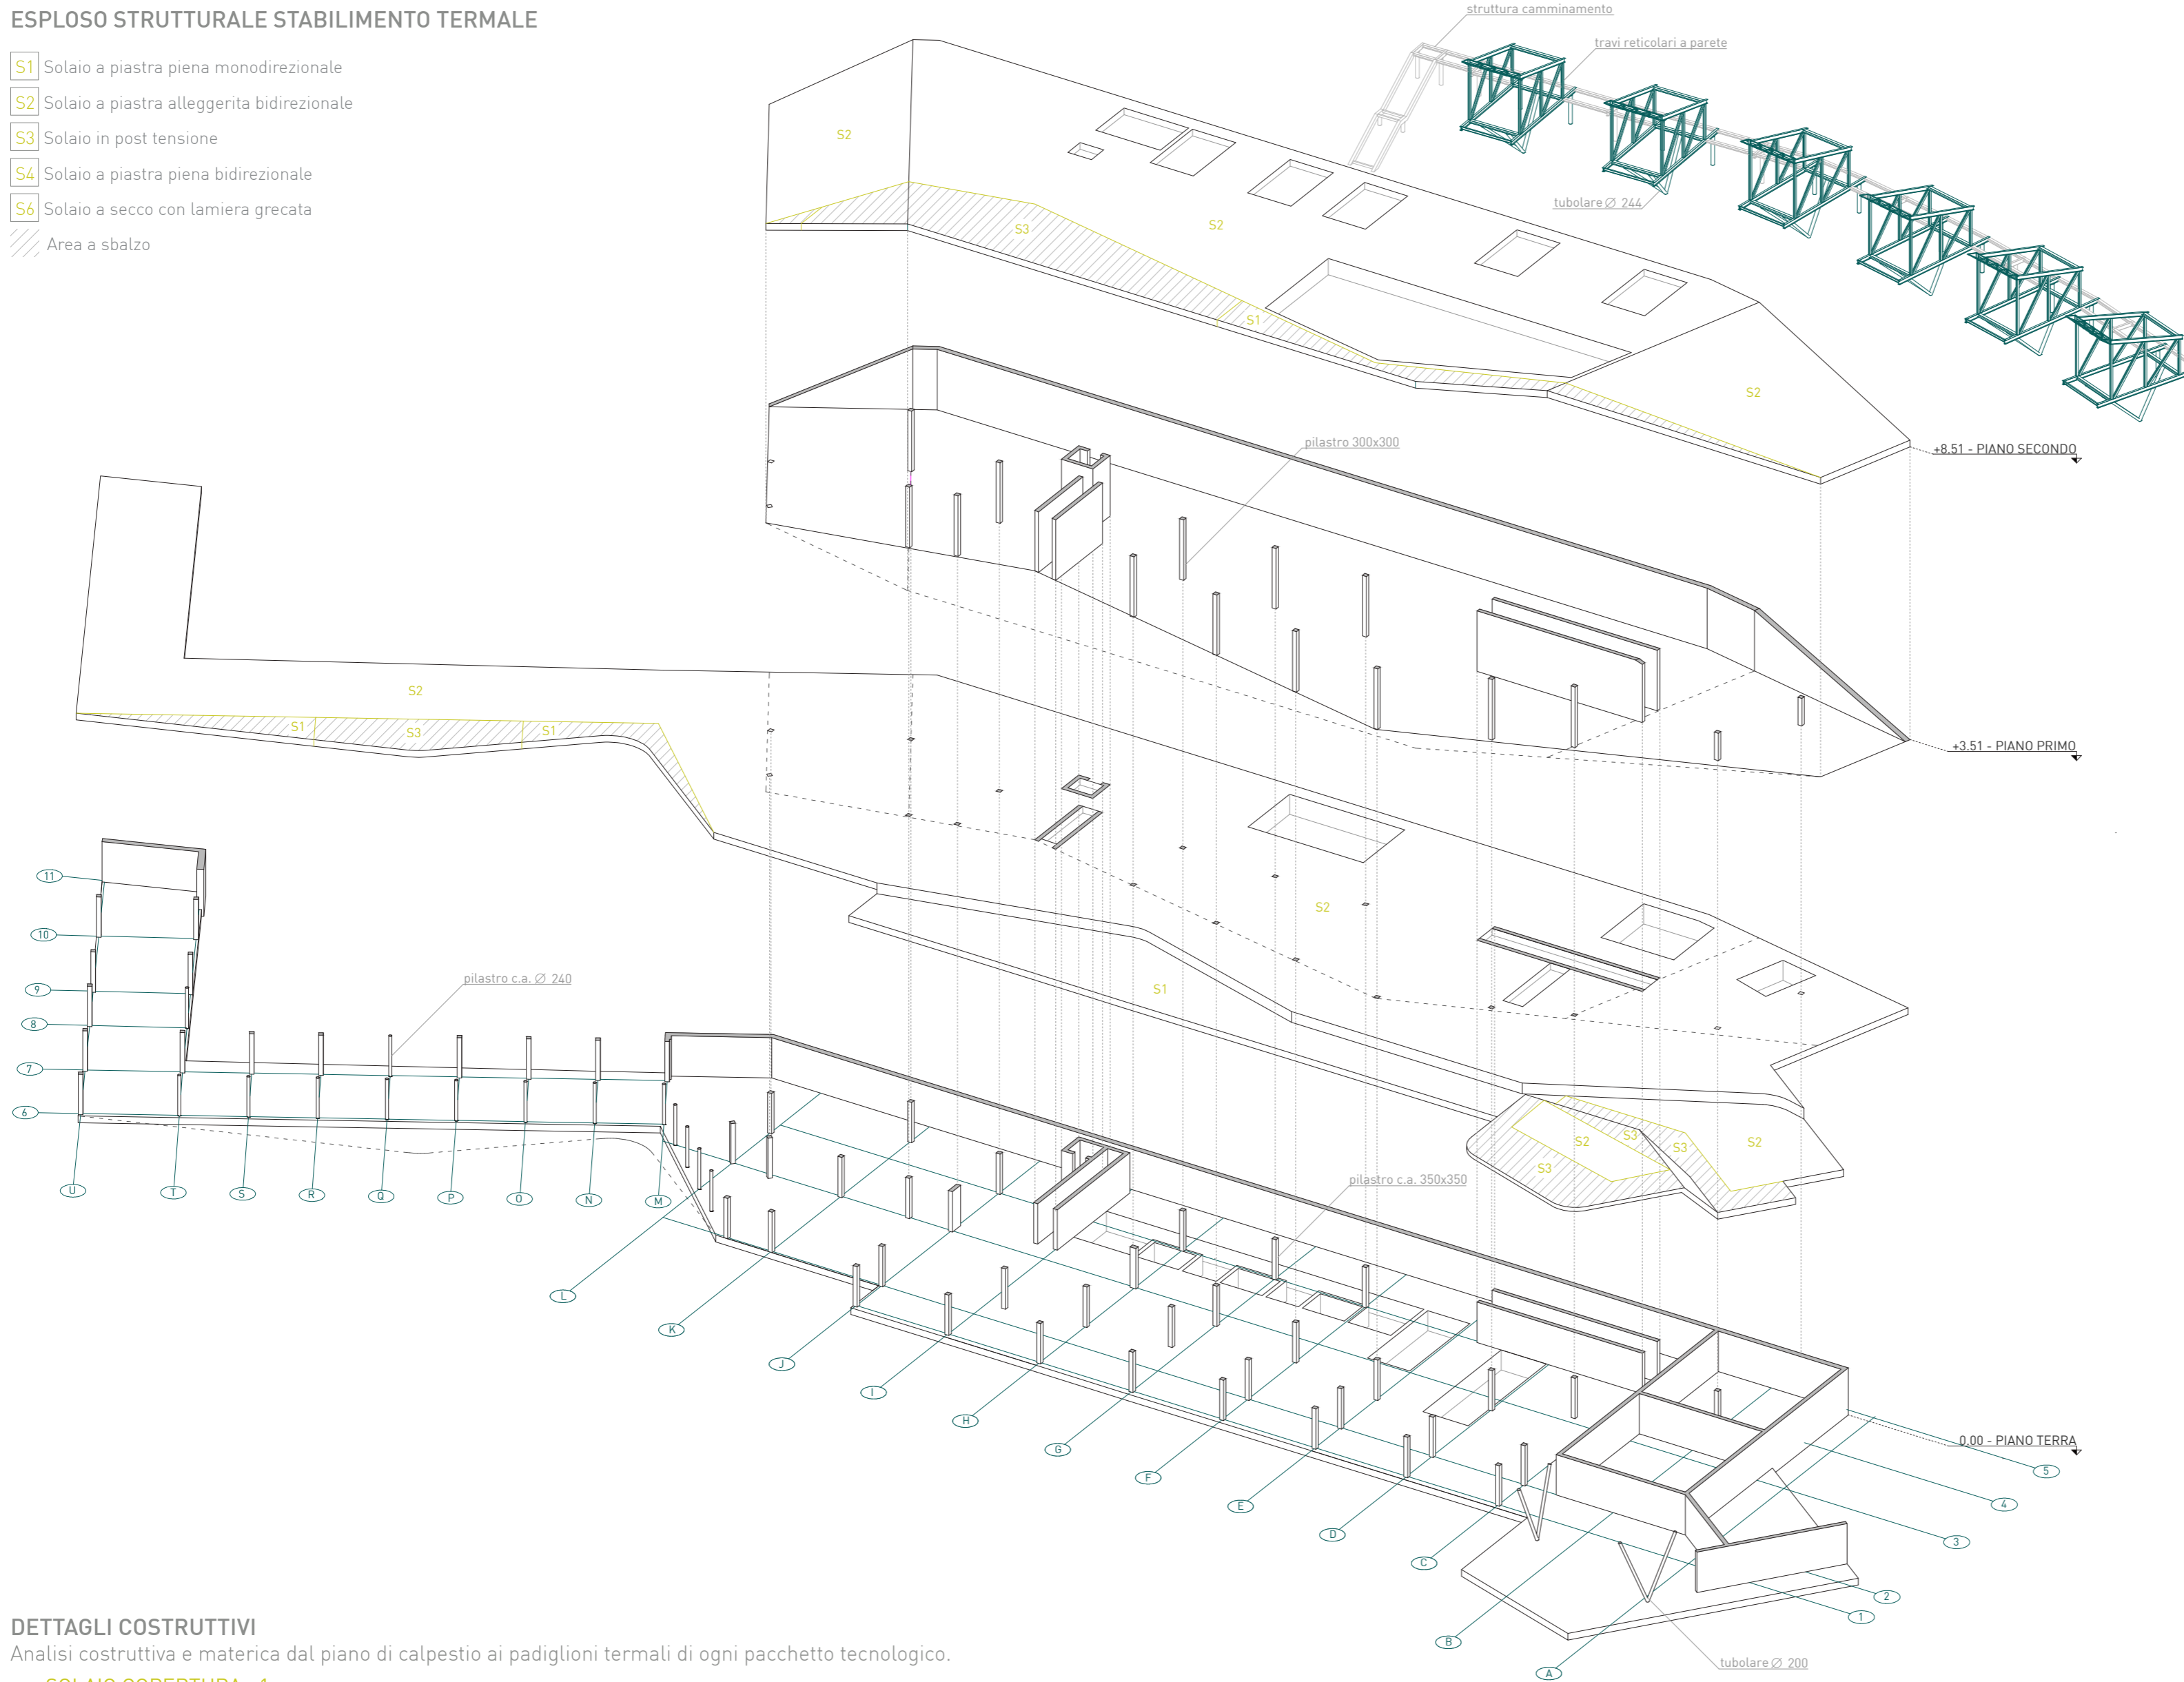 ESPLOSO STRUTTURALE STABILIMENTO TERMALE
S1 Solaio a piastra piena monodirezionale
S2 Solaio a piastra alleggerita bidirezionale
S3 Solaio in post tensione
S4 Solaio a piastra piena bidirezionale
S6 Solaio a secco con lamiera grecata
Area a sbalzo
struttura camminamento
travi reticolari a parete
tubolare Ø 244
S2
S3
S2
S1
S2
+8.51 - PIANO SECONDO
pilastro 300x300
+3.51 - PIANO PRIMO
S2
S1
S3
S1
S2
S1
S2
S3
S3
S2
S3
pilastro c.a. Ø 240
pilastro c.a. 350x350
11
10
9
8
7
6
U
T
S
R
Q
P
O
N
M
L
K
J
I
H
G
F
E
D
C
B
A
0.00 - PIANO TERRA
5
4
3
2
1
tubolare Ø 200
DETTAGLI COSTRUTTIVI
Analisi costruttiva e materica dal piano di calpestio ai padiglioni termali di ogni pacchetto tecnologico.
SOLAIO COPERTURA - 1